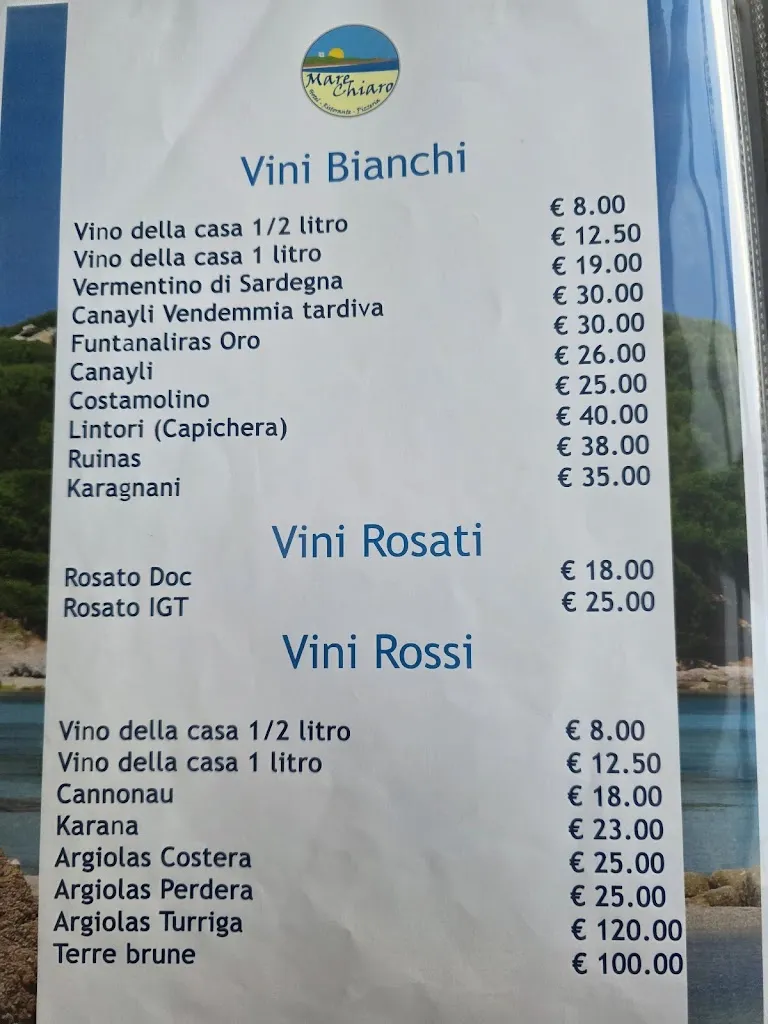 Mare
Chiaro
Hotel - Ristorante - Pizzeria
Vini Bianchi
Vino della casa 1/2 litro € 8.00
Vino della casa 1 litro € 12.50
Vermentino di Sardegna € 19.00
Canayli Vendemmia tardiva € 30.00
Funtanaliras Oro € 30.00
Canayli € 26.00
Costamolino € 25.00
Lintori (Capichera) € 40.00
Ruinas € 38.00
Karagnani € 35.00
Vini Rosati
Rosato Doc € 18.00
Rosato IGT € 25.00
Vini Rossi
Vino della casa 1/2 litro € 8.00
Vino della casa 1 litro € 12.50
Cannonau € 18.00
Karana € 23.00
Argiolas Costera € 25.00
Argiolas Perdera € 25.00
Argiolas Turriga € 120.00
Terre brune € 100.00